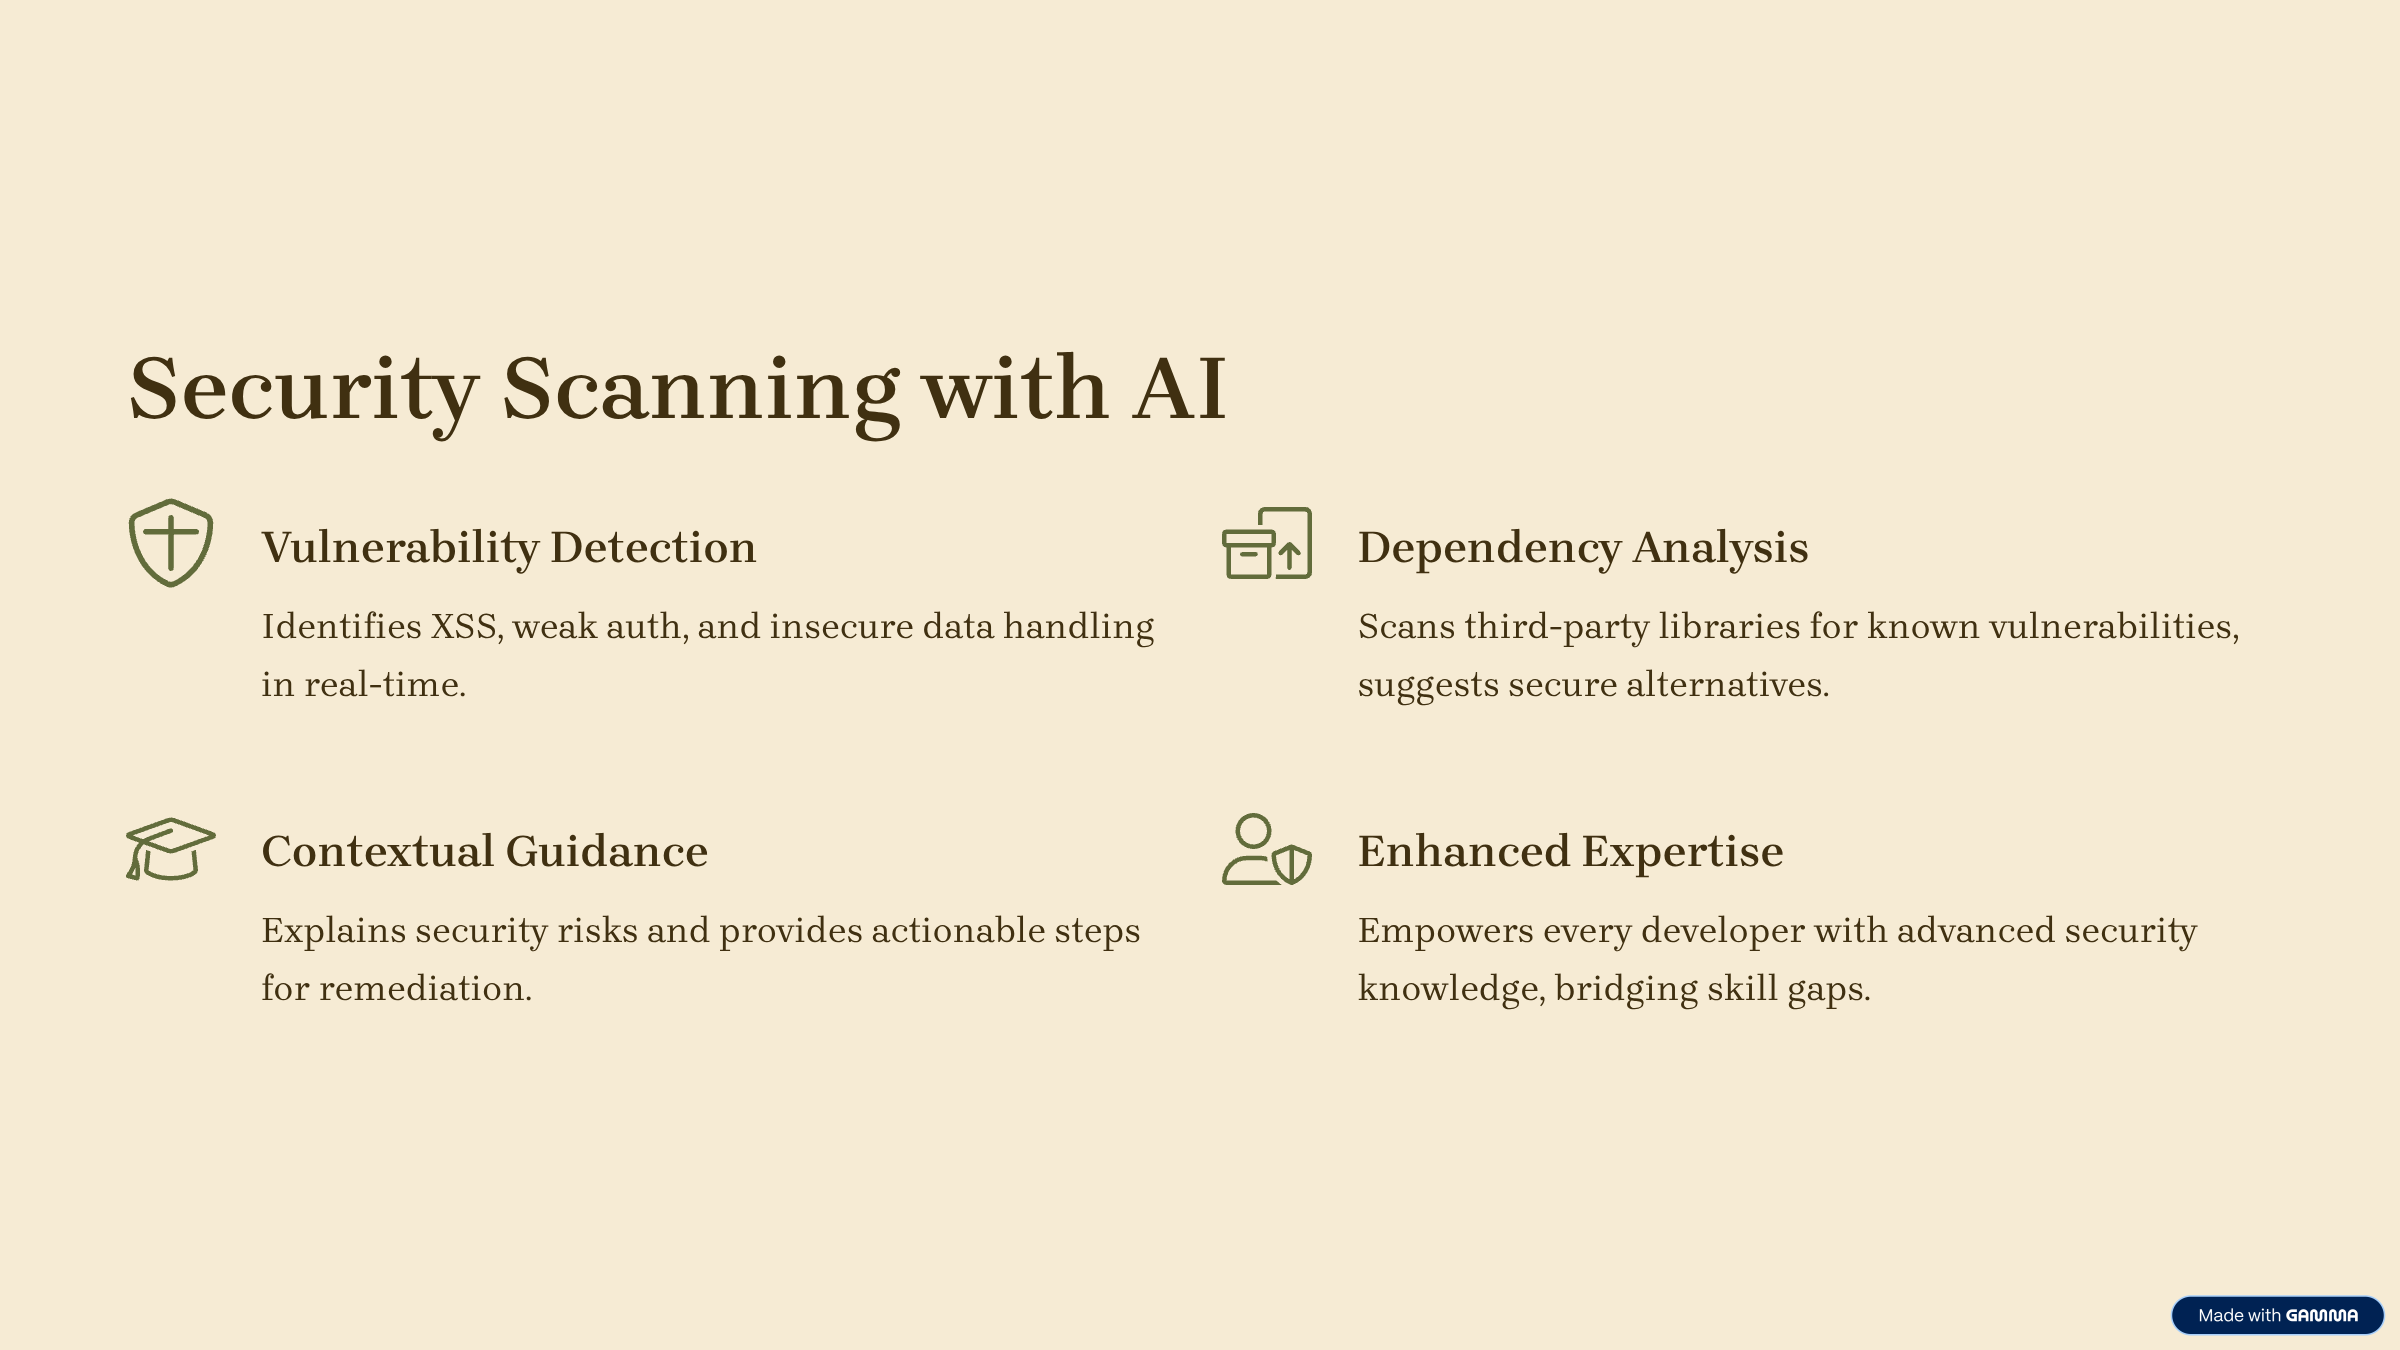 Security Scanning with AI
Vulnerability Detection
Identifies XSS, weak auth, and insecure data handling
in real-time.
Dependency Analysis
Scans third-party libraries for known vulnerabilities,
suggests secure alternatives.
Contextual Guidance
Explains security risks and provides actionable steps
for remediation.
Enhanced Expertise
Empowers every developer with advanced security
knowledge, bridging skill gaps.
Made with GAMMA